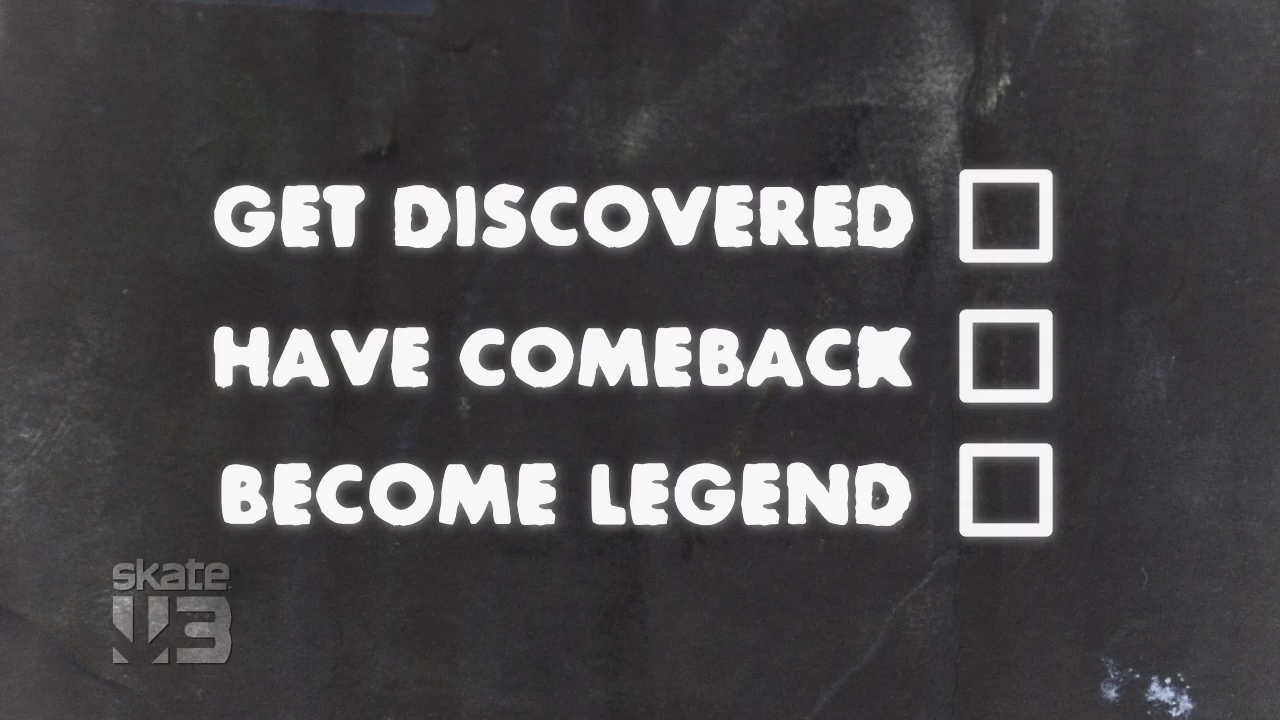 GET DISCOVERED
HAVE COMEBACK
BECOME LEGEND
skate
3